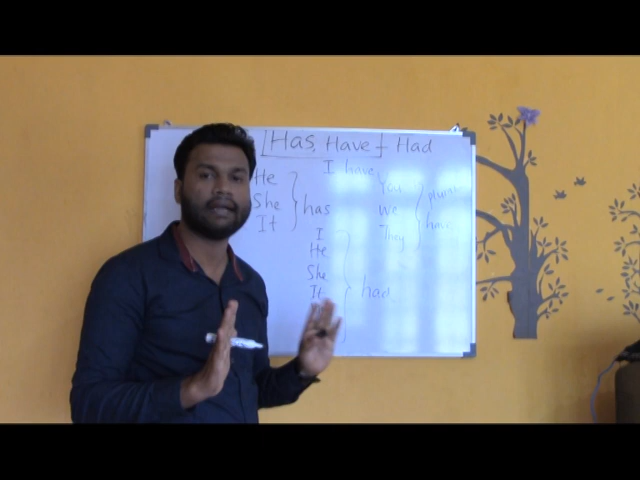 Has, Have Had
I have
He
She
It
has
You
We
They
plural
have
I
He
She
It
had